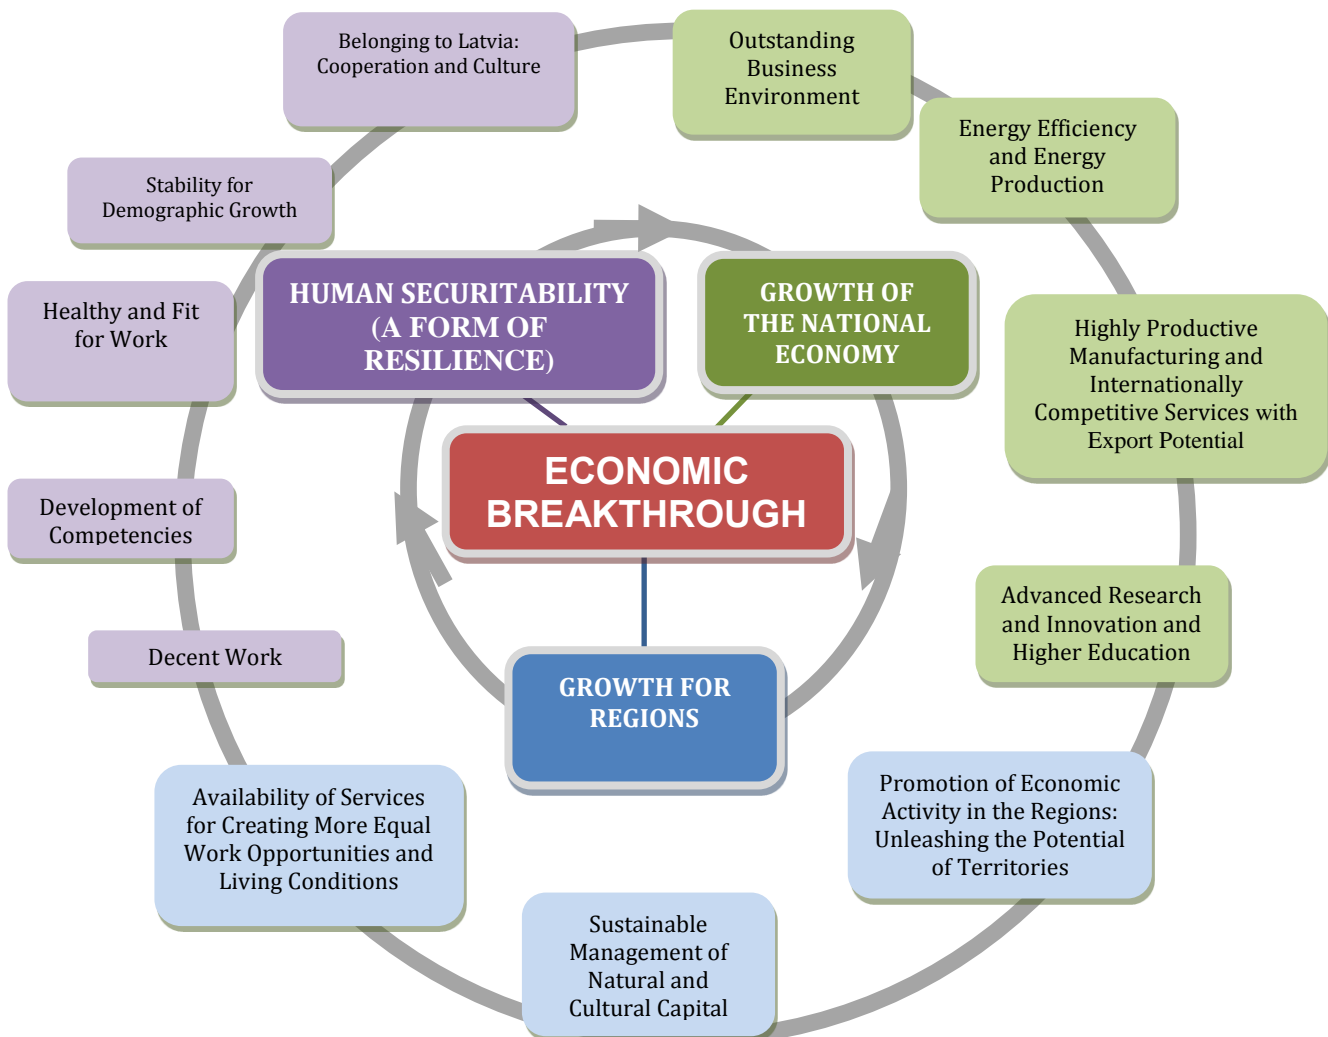 Belonging to Latvia:
Cooperation and Culture
Outstanding
Business
Environment
Energy Efficiency
and Energy
Production
Stability for
Demographic Growth
HUMAN SECURITABILITY
(A FORM OF
RESILIENCE)
GROWTH OF
THE NATIONAL
ECONOMY
Healthy and Fit
for Work
Highly Productive
Manufacturing and
Internationally
Competitive Services with
Export Potential
ECONOMIC
BREAKTHROUGH
Development of
Competencies
Advanced Research
and Innovation and
Higher Education
Decent Work
GROWTH FOR
REGIONS
Availability of Services
for Creating More Equal
Work Opportunities and
Living Conditions
Promotion of Economic
Activity in the Regions:
Unleashing the Potential
of Territories
Sustainable
Management of
Natural and
Cultural Capital